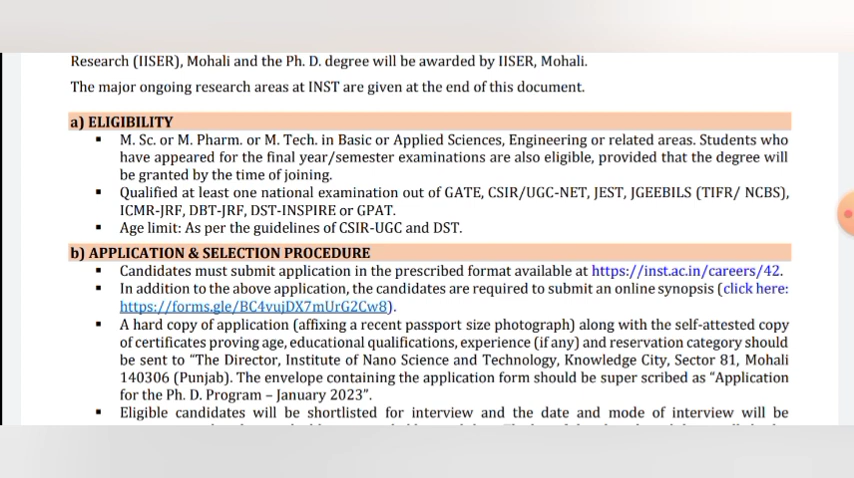 Research (IISER), Mohali and the Ph. D. degree will be awarded by IISER, Mohali.
The major ongoing research areas at INST are given at the end of this document.
a) ELIGIBILITY
▪ M. Sc. or M. Pharm. or M. Tech. in Basic or Applied Sciences, Engineering or related areas. Students who
have appeared for the final year/semester examinations are also eligible, provided that the degree will
be granted by the time of joining.
▪ Qualified at least one national examination out of GATE, CSIR/UGC-NET, JEST, JGEEBILS (TIFR/ NCBS),
ICMR-JRF, DBT-JRF, DST-INSPIRE or GPAT.
▪ Age limit: As per the guidelines of CSIR-UGC and DST.
b) APPLICATION & SELECTION PROCEDURE
▪ Candidates must submit application in the prescribed format available at https://inst.ac.in/careers/42.
▪ In addition to the above application, the candidates are required to submit an online synopsis (click here:
https://forms.gle/BC4vujDX7mUrG2Cw8).
▪ A hard copy of application (affixing a recent passport size photograph) along with the self-attested copy
of certificates proving age, educational qualifications, experience (if any) and reservation category should
be sent to "The Director, Institute of Nano Science and Technology, Knowledge City, Sector 81, Mohali
140306 (Punjab). The envelope containing the application form should be super scribed as "Application
for the Ph. D. Program – January 2023".
▪ Eligible candidates will be shortlisted for interview and the date and mode of interview will be